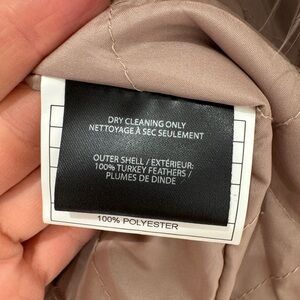 DRY CLEANING ONLY
NETTOYAGE À SEC SEULEMENT
OUTER SHELL / EXTÉRIEUR:
100% TURKEY FEATHERS /
PLUMES DE DINDE
100% POLYESTER